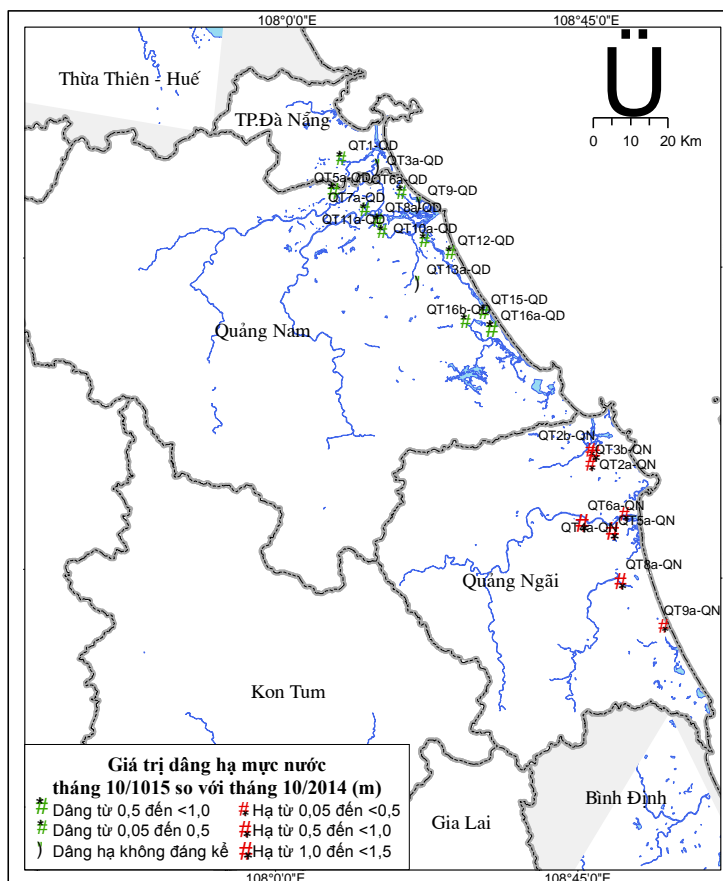 108°0'0"E 108°45'0"E
Thừa Thiên - Huế
Ü
TP.Đà Nẵng
0 10 20 Km
QT1-QD
QT3a-QD
QT5a-QD
QT6a-QD
QT7a-QD
QT9-QD
QT8a-QD
QT11a-QD
QT10a-QD
QT12-QD
QT13a-QD
QT15-QD
QT16b-QD
QT16a-QD
Quảng Nam
QT2b-QN
QT3b-QN
QT2a-QN
QT6a-QN
QT5a-QN
QT4a-QN
QT8a-QN
Quảng Ngãi
QT9a-QN
Kon Tum
Giá trị dâng hạ mực nước
tháng 10/1015 so với tháng 10/2014 (m)
Dâng từ 0,5 đến <1,0
Dâng từ 0,05 đến 0,5
Dâng hạ không đáng kể
Hạ từ 0,05 đến <0,5
Hạ từ 0,5 đến <1,0
Hạ từ 1,0 đến <1,5
Gia Lai
Bình Định
108°0'0"E 108°45'0"E